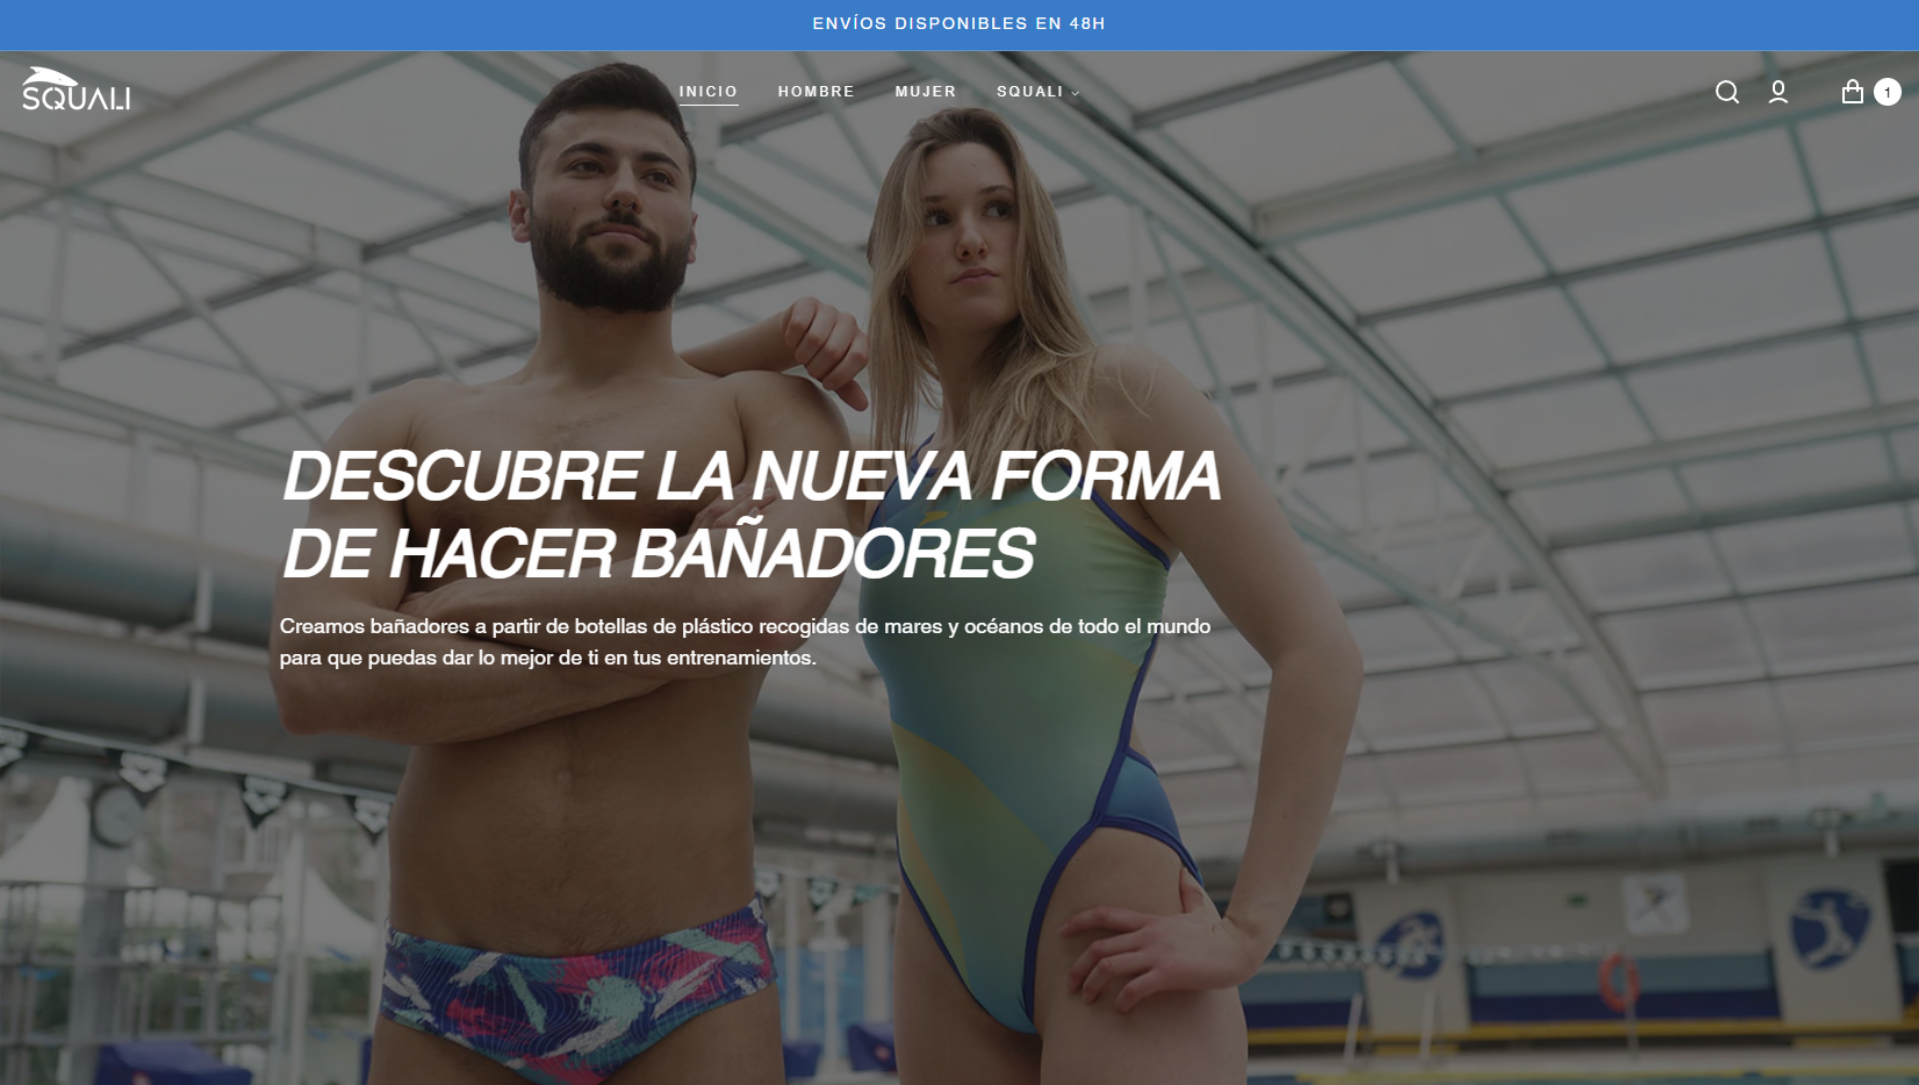 ENVÍOS DISPONIBLES EN 48H
SQUALI
INICIO HOMBRE MUJER SQUALI
1
DESCUBRE LA NUEVA FORMA
DE HACER BAÑADORES
Creamos bañadores a partir de botellas de plástico recogidas de mares y océanos de todo el mundo
para que puedas dar lo mejor de ti en tus entrenamientos.